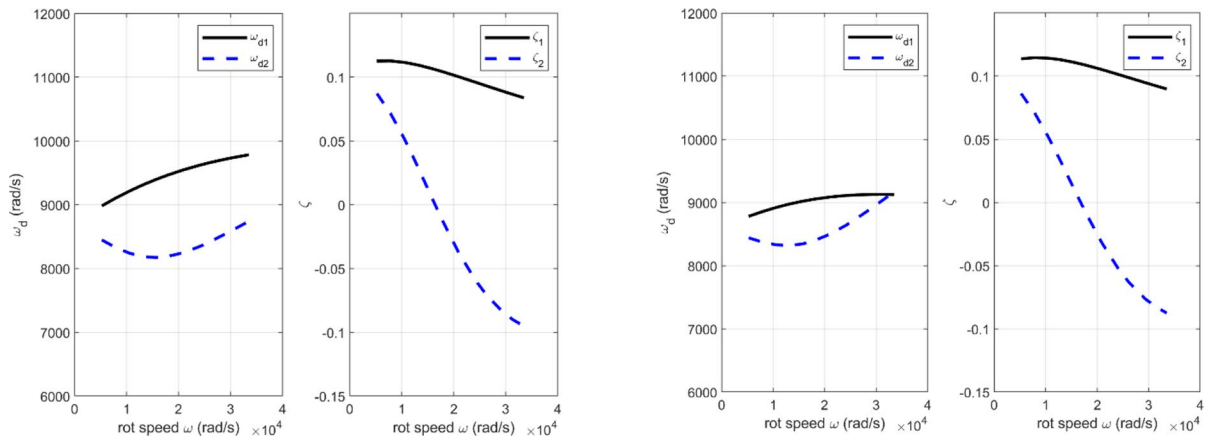 12000
11000
10000
9000
8000
7000
6000
ω_d (rad/s)
ω_d1
ω_d2
0 1 2 3 4
rot speed ω (rad/s) ×10^4
0.1
0.05
0
-0.05
-0.1
-0.15
ζ
ζ_1
ζ_2
0 1 2 3 4
rot speed ω (rad/s) ×10^4
12000
11000
10000
9000
8000
7000
6000
ω_d (rad/s)
ω_d1
ω_d2
0 1 2 3 4
rot speed ω (rad/s) ×10^4
0.1
0.05
0
-0.05
-0.1
-0.15
ζ
ζ_1
ζ_2
0 1 2 3 4
rot speed ω (rad/s) ×10^4